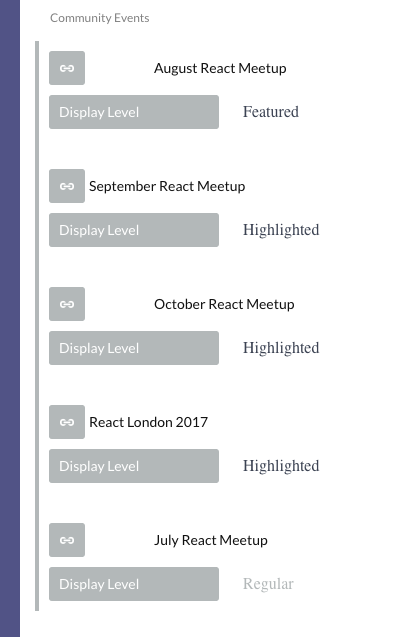 Community Events
August React Meetup
Display Level Featured
September React Meetup
Display Level Highlighted
October React Meetup
Display Level Highlighted
React London 2017
Display Level Highlighted
July React Meetup
Display Level Regular